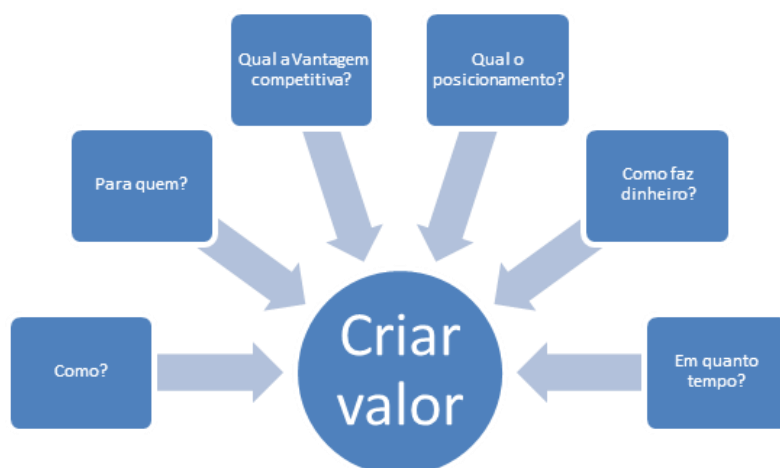 Qual a Vantagem
competitiva?
Qual o
posicionamento?
Para quem?
Como faz
dinheiro?
Como?
Criar
valor
Em quanto
tempo?